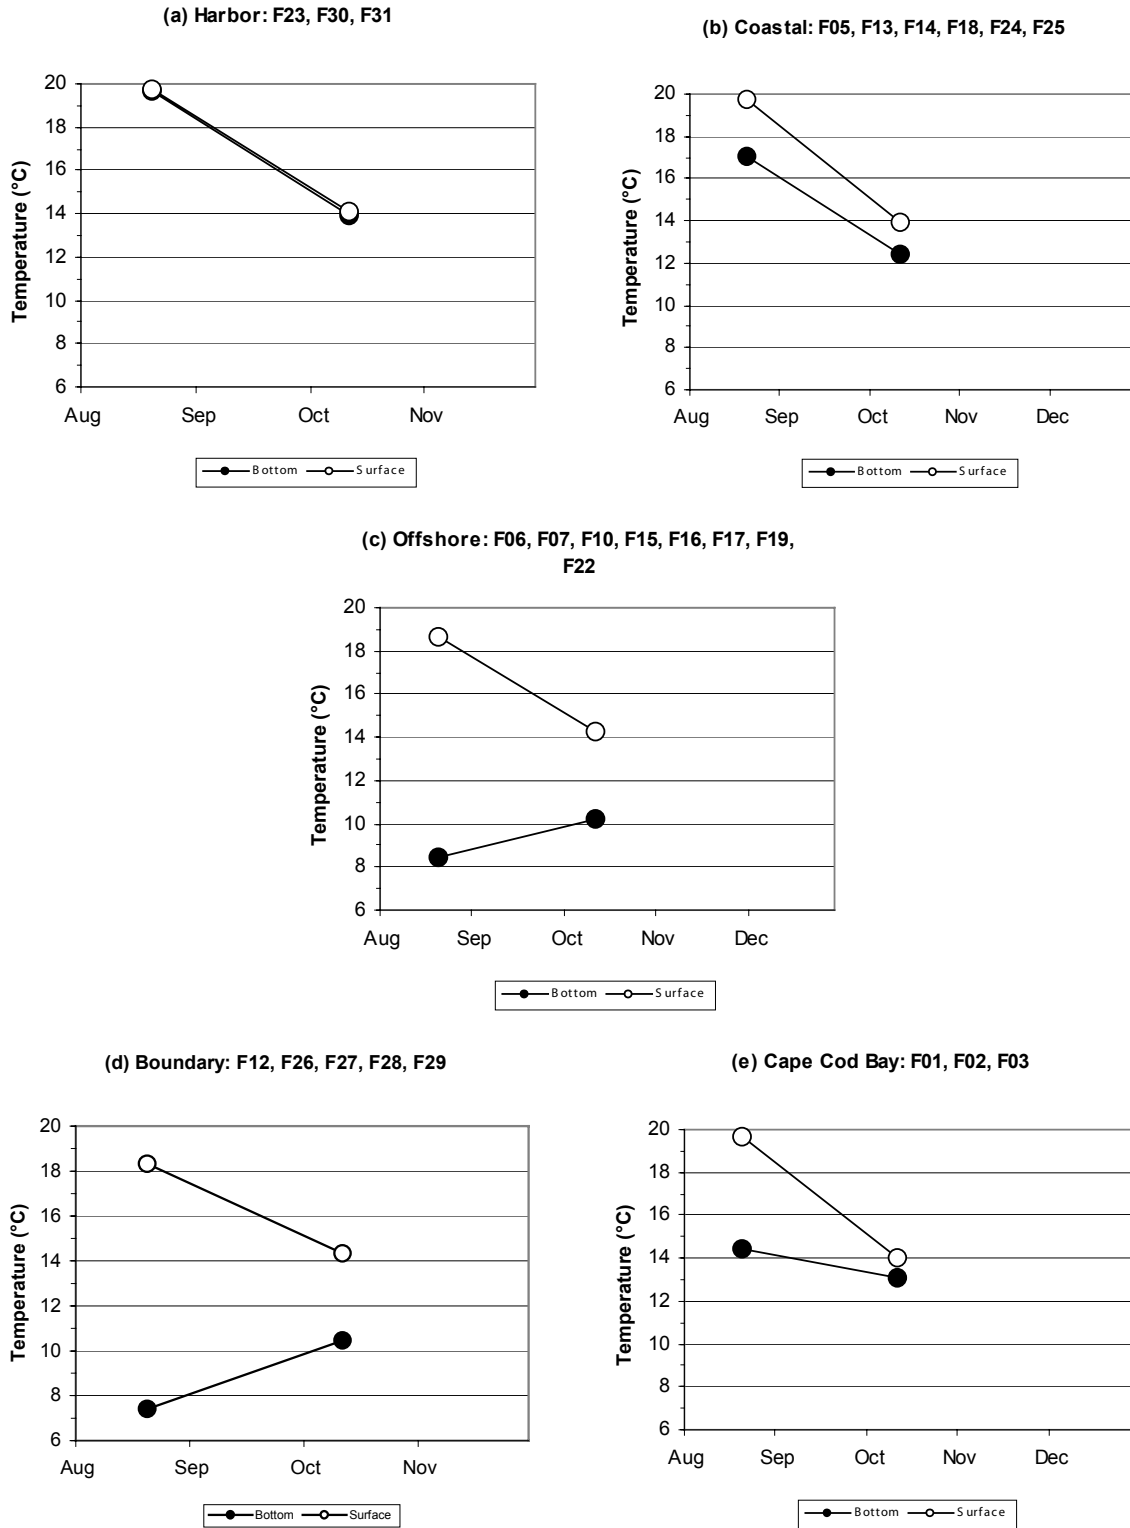 (a) Harbor: F23, F30, F31
Temperature (°C)
20
18
16
14
12
10
8
6
Aug Sep Oct Nov
Bottom Surface
(b) Coastal: F05, F13, F14, F18, F24, F25
Temperature (°C)
20
18
16
14
12
10
8
6
Aug Sep Oct Nov Dec
Bottom Surface
(c) Offshore: F06, F07, F10, F15, F16, F17, F19,
F22
Temperature (°C)
20
18
16
14
12
10
8
6
Aug Sep Oct Nov Dec
Bottom Surface
(d) Boundary: F12, F26, F27, F28, F29
Temperature (°C)
20
18
16
14
12
10
8
6
Aug Sep Oct Nov
Bottom Surface
(e) Cape Cod Bay: F01, F02, F03
Temperature (°C)
20
18
16
14
12
10
8
6
Aug Sep Oct Nov Dec
Bottom Surface